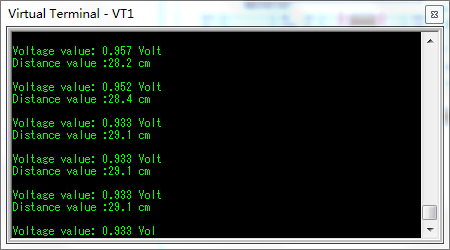 Virtual Terminal - VT1
Voltage value: 0.957 Volt
Distance value :28.2 cm
Voltage value: 0.952 Volt
Distance value :28.4 cm
Voltage value: 0.933 Volt
Distance value :29.1 cm
Voltage value: 0.933 Volt
Distance value :29.1 cm
Voltage value: 0.933 Volt
Distance value :29.1 cm
Voltage value: 0.933 Vol